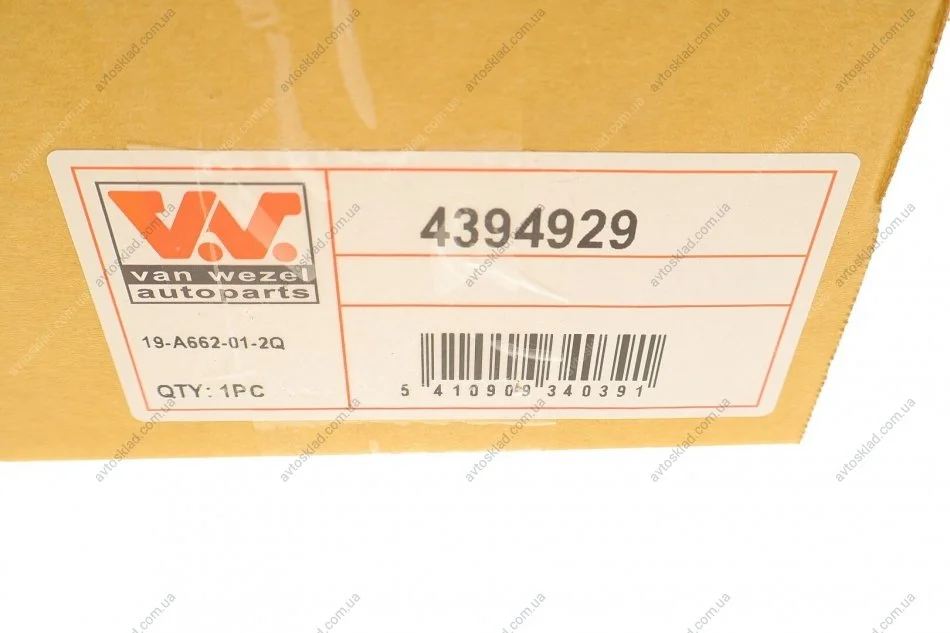 V.V.
van wezel
autoparts
19-A662-01-2Q
QTY: 1PC
4394929
5 410909 340391
avtosklad.com.ua